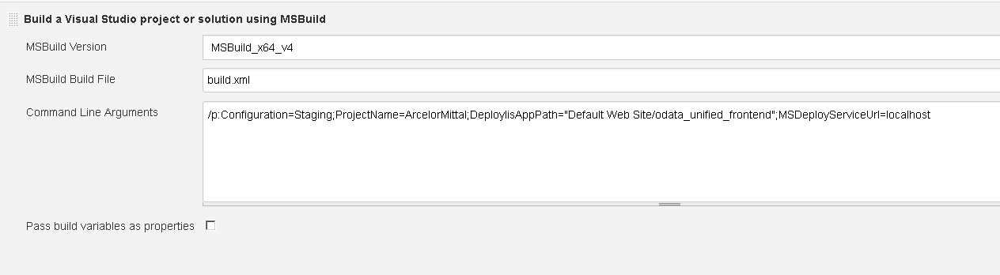 Build a Visual Studio project or solution using MSBuild
MSBuild Version
MSBuild_x64_v4
MSBuild Build File
build.xml
Command Line Arguments
/p:Configuration=Staging;ProjectName=ArcelorMittal;DeployIisAppPath="Default Web Site/odata_unified_frontend";MSDeployServiceUrl=localhost
Pass build variables as properties